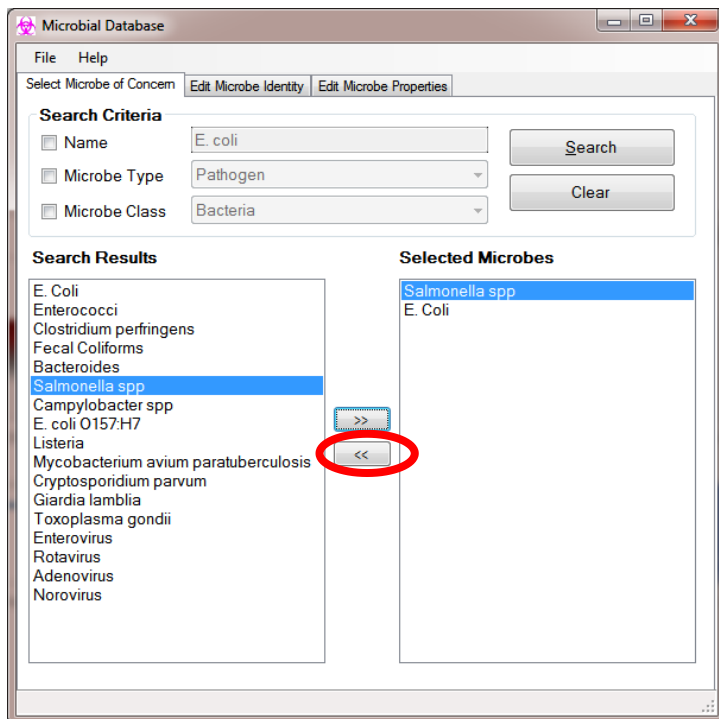 Microbial Database
File Help
Select Microbe of Concern Edit Microbe Identity Edit Microbe Properties
Search Criteria
Name E. coli Search
Microbe Type Pathogen Clear
Microbe Class Bacteria
Search Results Selected Microbes
E. Coli Salmonella spp
Enterococci E. Coli
Clostridium perfringens
Fecal Coliforms
Bacteroides
Salmonella spp
Campylobacter spp
E. coli O157:H7 >>
Listeria
Mycobacterium avium paratuberculosis <<
Cryptosporidium parvum
Giardia lamblia
Toxoplasma gondii
Enterovirus
Rotavirus
Adenovirus
Norovirus